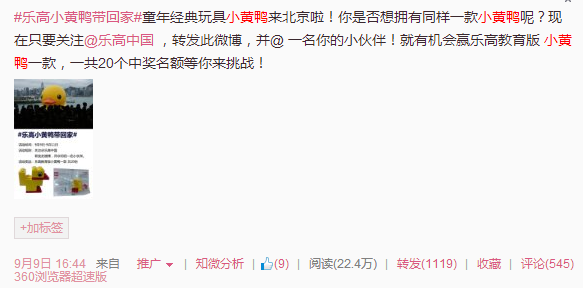 #乐高小黄鸭带回家#童年经典玩具小黄鸭来北京啦！你是否想拥有同样一款小黄鸭呢？现
在只要关注@乐高中国 ，转发此微博，并@ 一名你的小伙伴！就有机会赢乐高教育版 小黄
鸭一款，一共20个中奖名额等你来挑战！
#乐高小黄鸭带回家#
+加标签
9月9日 16:44 来自 推广 | 知微分析 | (9) | 阅读(22.4万) | 转发(1119) | 收藏 | 评论(545)
360浏览器超速版